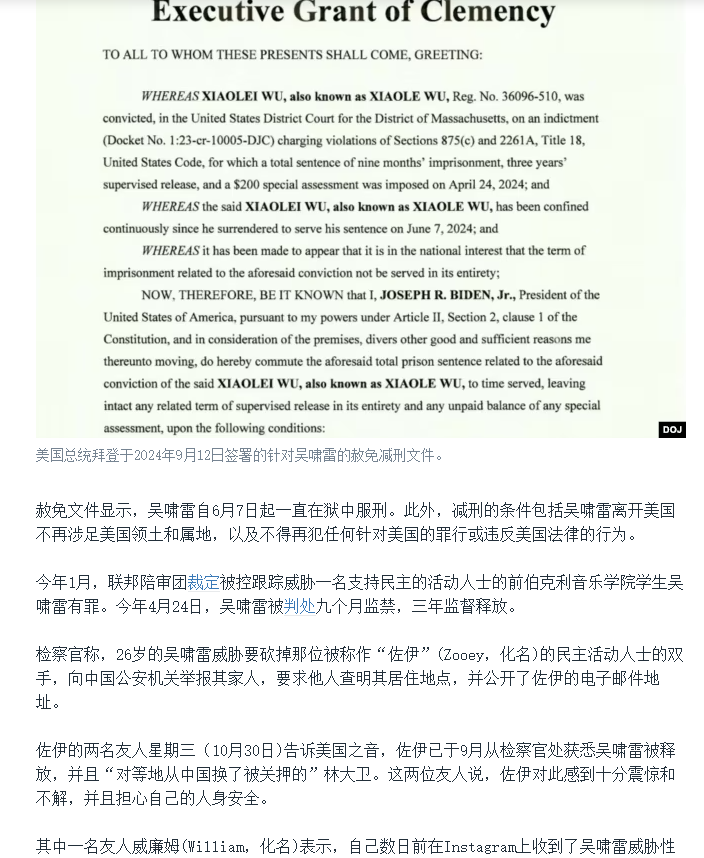 Executive Grant of Clemency
TO ALL TO WHOM THESE PRESENTS SHALL COME, GREETING:
WHEREAS XIAOLEI WU, also known as XIAOLE WU, Reg. No. 36096-510, was
convicted, in the United States District Court for the District of Massachusetts, on an indictment
(Docket No. 1:23-cr-10005-DJC) charging violations of Sections 875(c) and 2261A, Title 18,
United States Code, for which a total sentence of nine months' imprisonment, three years'
supervised release, and a $200 special assessment was imposed on April 24, 2024; and
WHEREAS the said XIAOLEI WU, also known as XIAOLE WU, has been confined
continuously since he surrendered to serve his sentence on June 7, 2024; and
WHEREAS it has been made to appear that it is in the national interest that the term of
imprisonment related to the aforesaid conviction not be served in its entirety;
NOW, THEREFORE, BE IT KNOWN that I, JOSEPH R. BIDEN, Jr., President of the
United States of America, pursuant to my powers under Article II, Section 2, clause 1 of the
Constitution, and in consideration of the premises, divers other good and sufficient reasons me
thereunto moving, do hereby commute the aforesaid total prison sentence related to the aforesaid
conviction of the said XIAOLEI WU, also known as XIAOLE WU, to time served, leaving
intact any related term of supervised release in its entirety and any unpaid balance of any special
assessment, upon the following conditions:
DOJ
美国总统拜登于2024年9月12日签署的针对吴啸雷的赦免减刑文件。
赦免文件显示，吴啸雷自6月7日起一直在狱中服刑。此外，减刑的条件包括吴啸雷离开美国
不再涉足美国领土和属地，以及不得再犯任何针对美国的罪行或违反美国法律的行为。
今年1月，联邦陪审团裁定被控跟踪威胁一名支持民主的活动人士的前伯克利音乐学院学生吴
啸雷有罪。今年4月24日，吴啸雷被判处九个月监禁，三年监督释放。
检察官称，26岁的吴啸雷威胁要砍掉那位被称作“佐伊”(Zooey，化名)的民主活动人士的双
手，向中国公安机关举报其家人，要求他人查明其居住地点，并公开了佐伊的电子邮件地
址。
佐伊的两名友人星期三（10月30日)告诉美国之音，佐伊已于9月从检察官处获悉吴啸雷被释
放，并且“对等地从中国换了被关押的”林大卫。这两位友人说，佐伊对此感到十分震惊和
不解，并且担心自己的人身安全。
其中一名友人威廉姆(William，化名)表示，自己数日前在Instagram上收到了吴啸雷威胁性